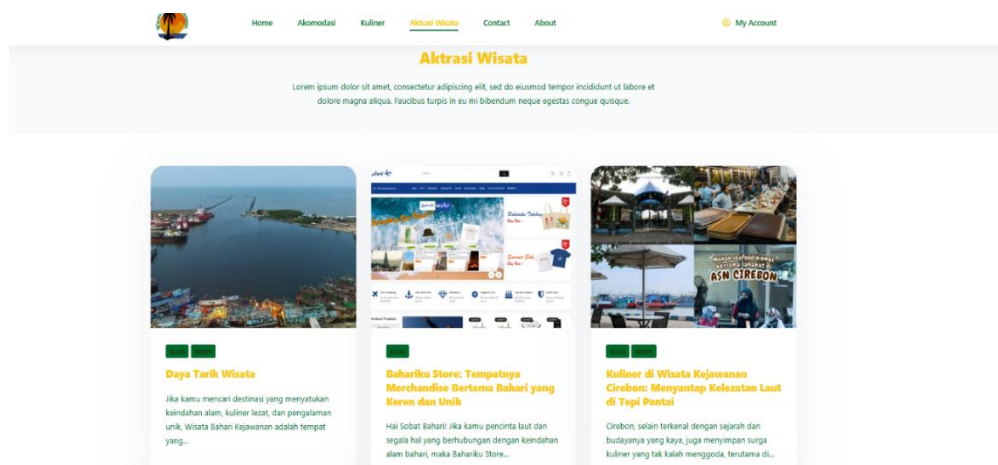 Home Akomodasi Kuliner Aktrasi Wisata Contact About My Account
Aktrasi Wisata
Lorem ipsum dolor sit amet, consectetur adipiscing elit, sed do eiusmod tempor incididunt ut labore et
dolore magna aliqua. Faucibus turpis in eu mi bibendum neque egestas congue quisque.
ASN CIREBON
Daya Tarik Wisata
Jika kamu mencari destinasi yang menyatukan
keindahan alam, kuliner lezat, dan pengalaman
unik, Wisata Bahari Kejawanan adalah tempat
yang...
Bahariku Store: Tempatnya
Merchandise Bertema Bahari yang
Keren dan Unik
Hai Sobat Bahari! Jika kamu pencinta laut dan
segala hal yang berhubungan dengan keindahan
alam bahari, maka Bahariku Store...
Kuliner di Wisata Kejawanan
Cirebon: Menyantap Kelezatan Laut
di Tepi Pantai
Cirebon, selain terkenal dengan sejarah dan
budayanya yang kaya, juga menyimpan surga
kuliner yang tak kalah menggoda, terutama di...